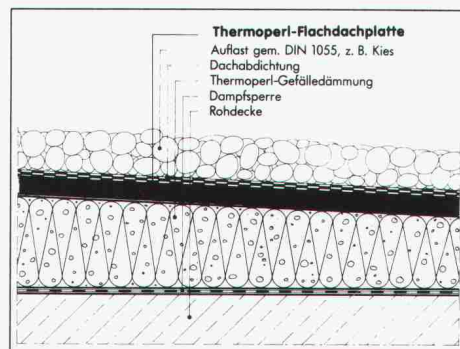 Thermoperl-Flachdachplatte
Auflast gem. DIN 1055, z. B. Kies
Dachabdichtung
Thermoperl-Gefälledämmung
Dampfsperre
Rohdecke